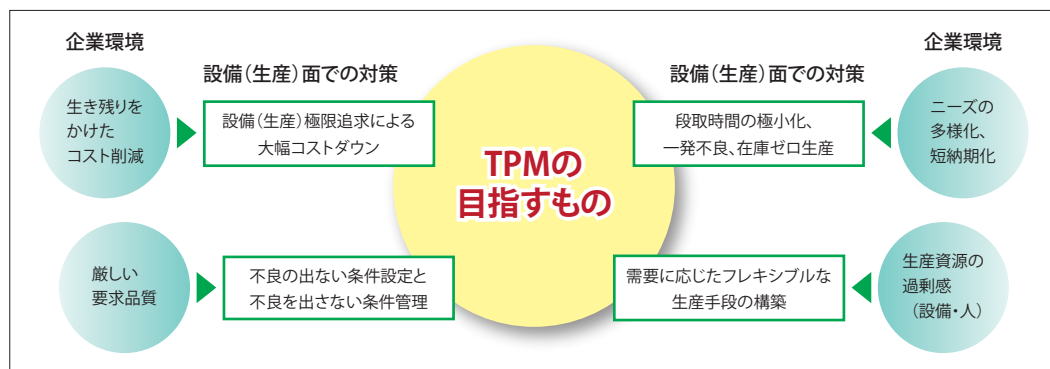 企業環境
設備（生産）面での対策
生き残りを
かけた
コスト削減
設備（生産）極限追求による
大幅コストダウン
厳しい
要求品質
不良の出ない条件設定と
不良を出さない条件管理
TPMの
目指すもの
企業環境
設備（生産）面での対策
段取時間の極小化、
一発不良、在庫ゼロ生産
ニーズの
多様化、
短納期化
需要に応じたフレキシブルな
生産手段の構築
生産資源の
過剰感
（設備・人）